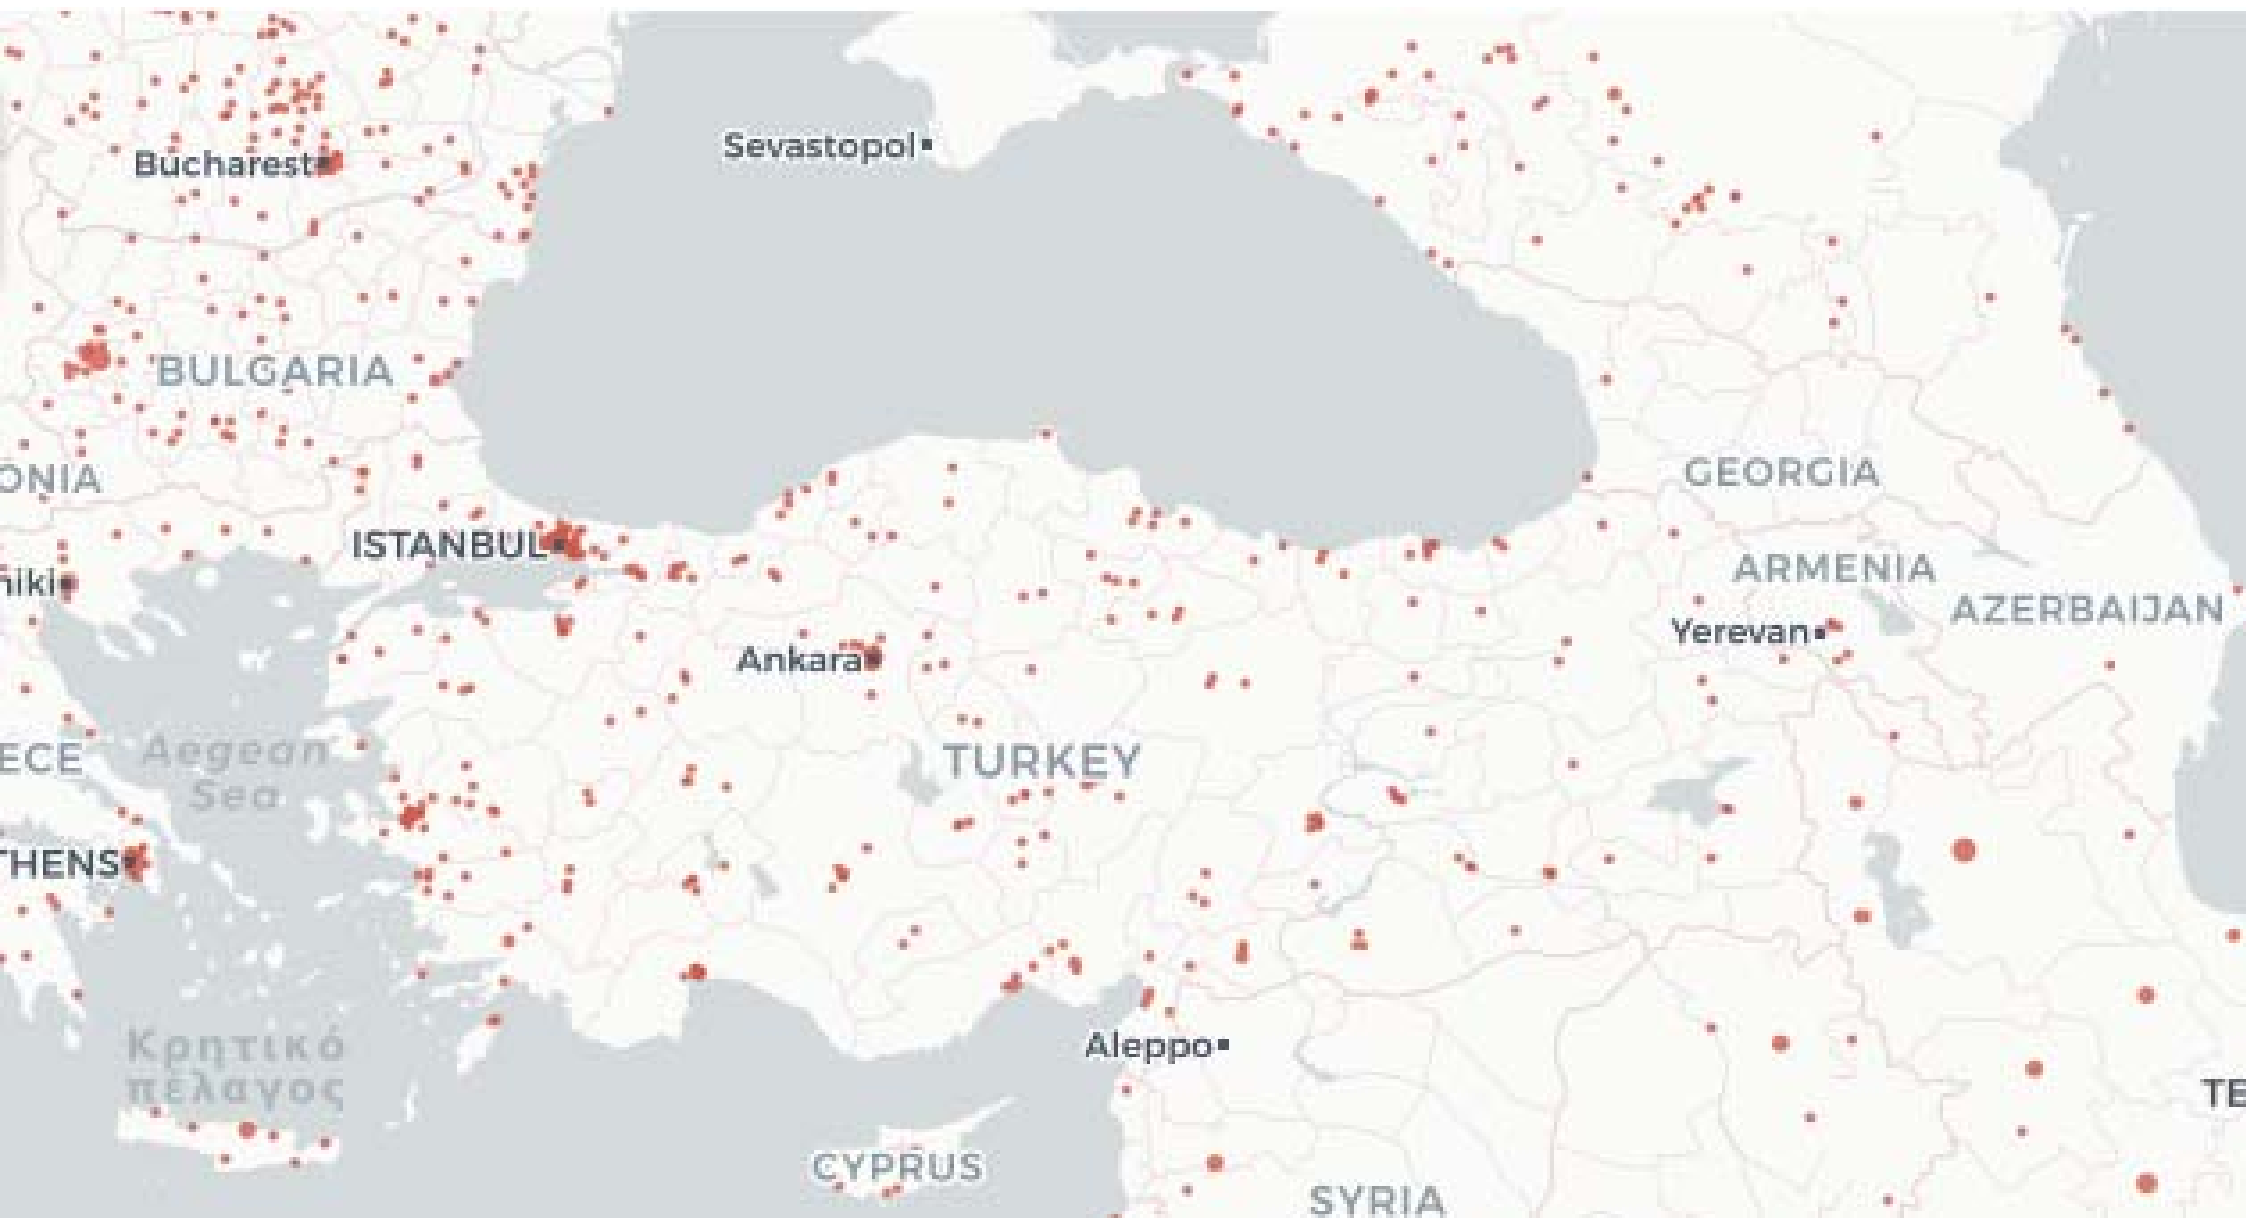 Sevastopol
Bucharest
BULGARIA
GEORGIA
ONIA
ISTANBUL
ARMENIA
niki
AZERBAIJAN
Yerevan
Ankara
ECE
Aegean
Sea
TURKEY
THENS
Κρητικό
πέλαγος
Aleppo
TE
CYPRUS
SYRIA